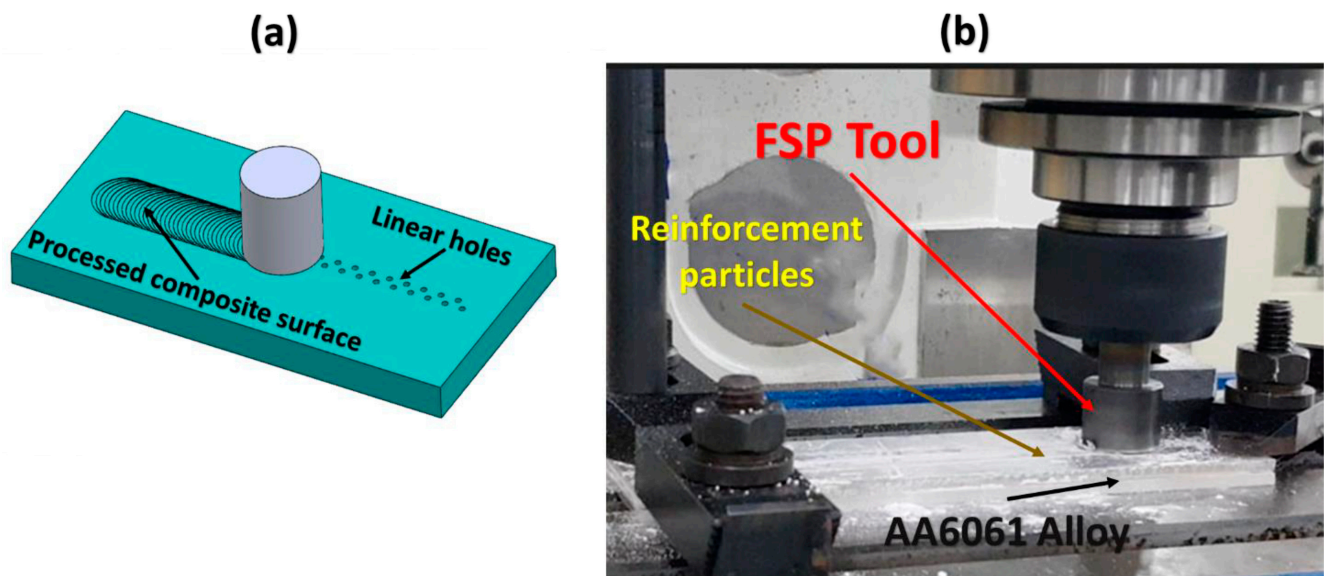 (a)
Linear holes
Processed composite surface
(b)
FSP Tool
Reinforcement
particles
AA6061 Alloy